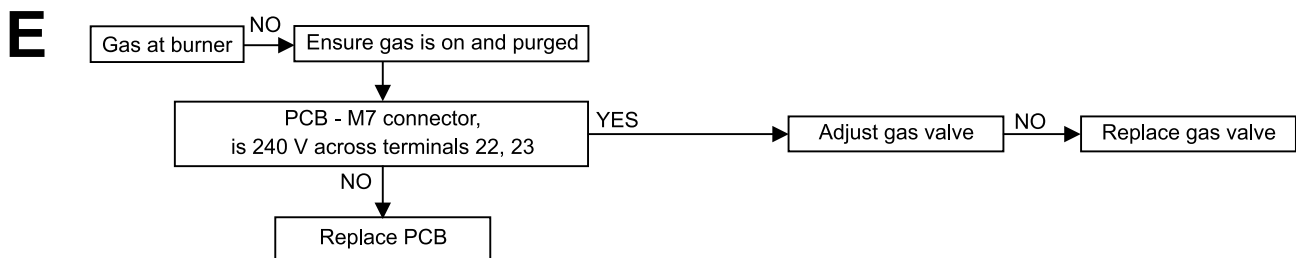 E
Gas at burner
NO
Ensure gas is on and purged
PCB - M7 connector,
is 240 V across terminals 22, 23
YES
Adjust gas valve
NO
Replace gas valve
NO
Replace PCB